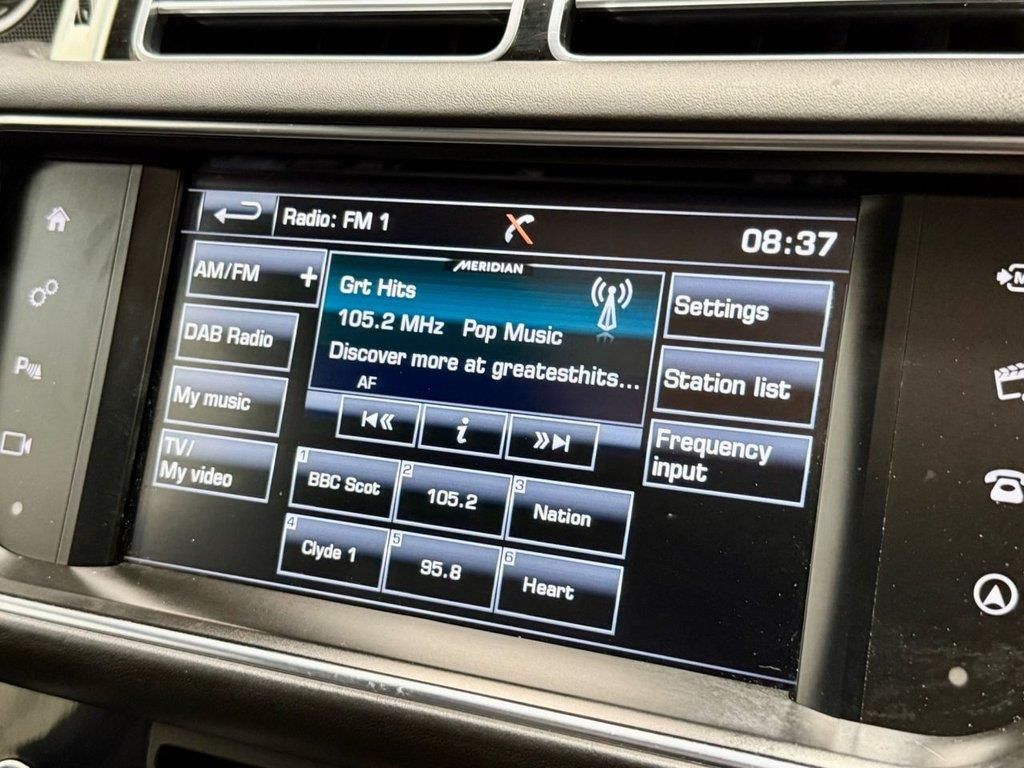 Radio: FM 1
08:37
AM/FM +
MERIDIAN
Grt Hits
105.2 MHz Pop Music
Discover more at greatesthits...
AF
Settings
DAB Radio
Station list
My music
i
Frequency
input
TV/
My video
1 BBC Scot
2 105.2
3 Nation
4 Clyde 1
5 95.8
6 Heart
P